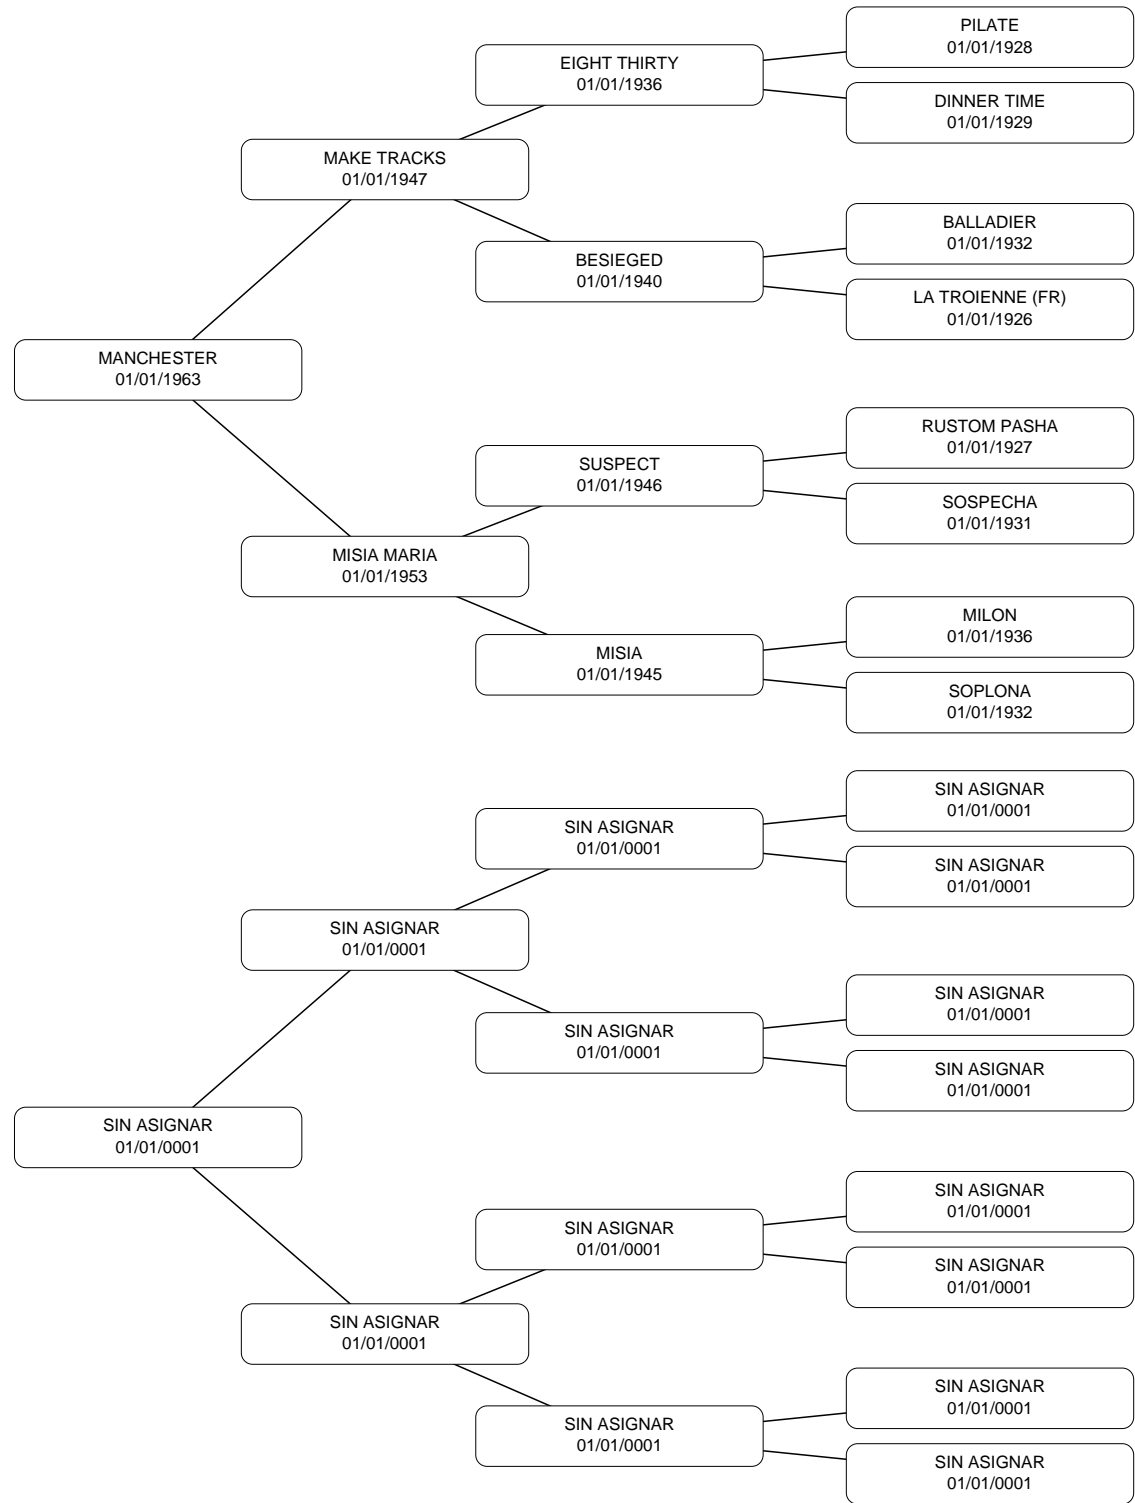 PILATE
01/01/1928
EIGHT THIRTY
01/01/1936
DINNER TIME
01/01/1929
MAKE TRACKS
01/01/1947
BALLADIER
01/01/1932
BESIEGED
01/01/1940
LA TROIENNE (FR)
01/01/1926
MANCHESTER
01/01/1963
RUSTOM PASHA
01/01/1927
SUSPECT
01/01/1946
SOSPECHA
01/01/1931
MISIA MARIA
01/01/1953
MILON
01/01/1936
MISIA
01/01/1945
SOPLONA
01/01/1932
SIN ASIGNAR
01/01/0001
SIN ASIGNAR
01/01/0001
SIN ASIGNAR
01/01/0001
SIN ASIGNAR
01/01/0001
SIN ASIGNAR
01/01/0001
SIN ASIGNAR
01/01/0001
SIN ASIGNAR
01/01/0001
SIN ASIGNAR
01/01/0001
SIN ASIGNAR
01/01/0001
SIN ASIGNAR
01/01/0001
SIN ASIGNAR
01/01/0001
SIN ASIGNAR
01/01/0001
SIN ASIGNAR
01/01/0001
SIN ASIGNAR
01/01/0001
SIN ASIGNAR
01/01/0001